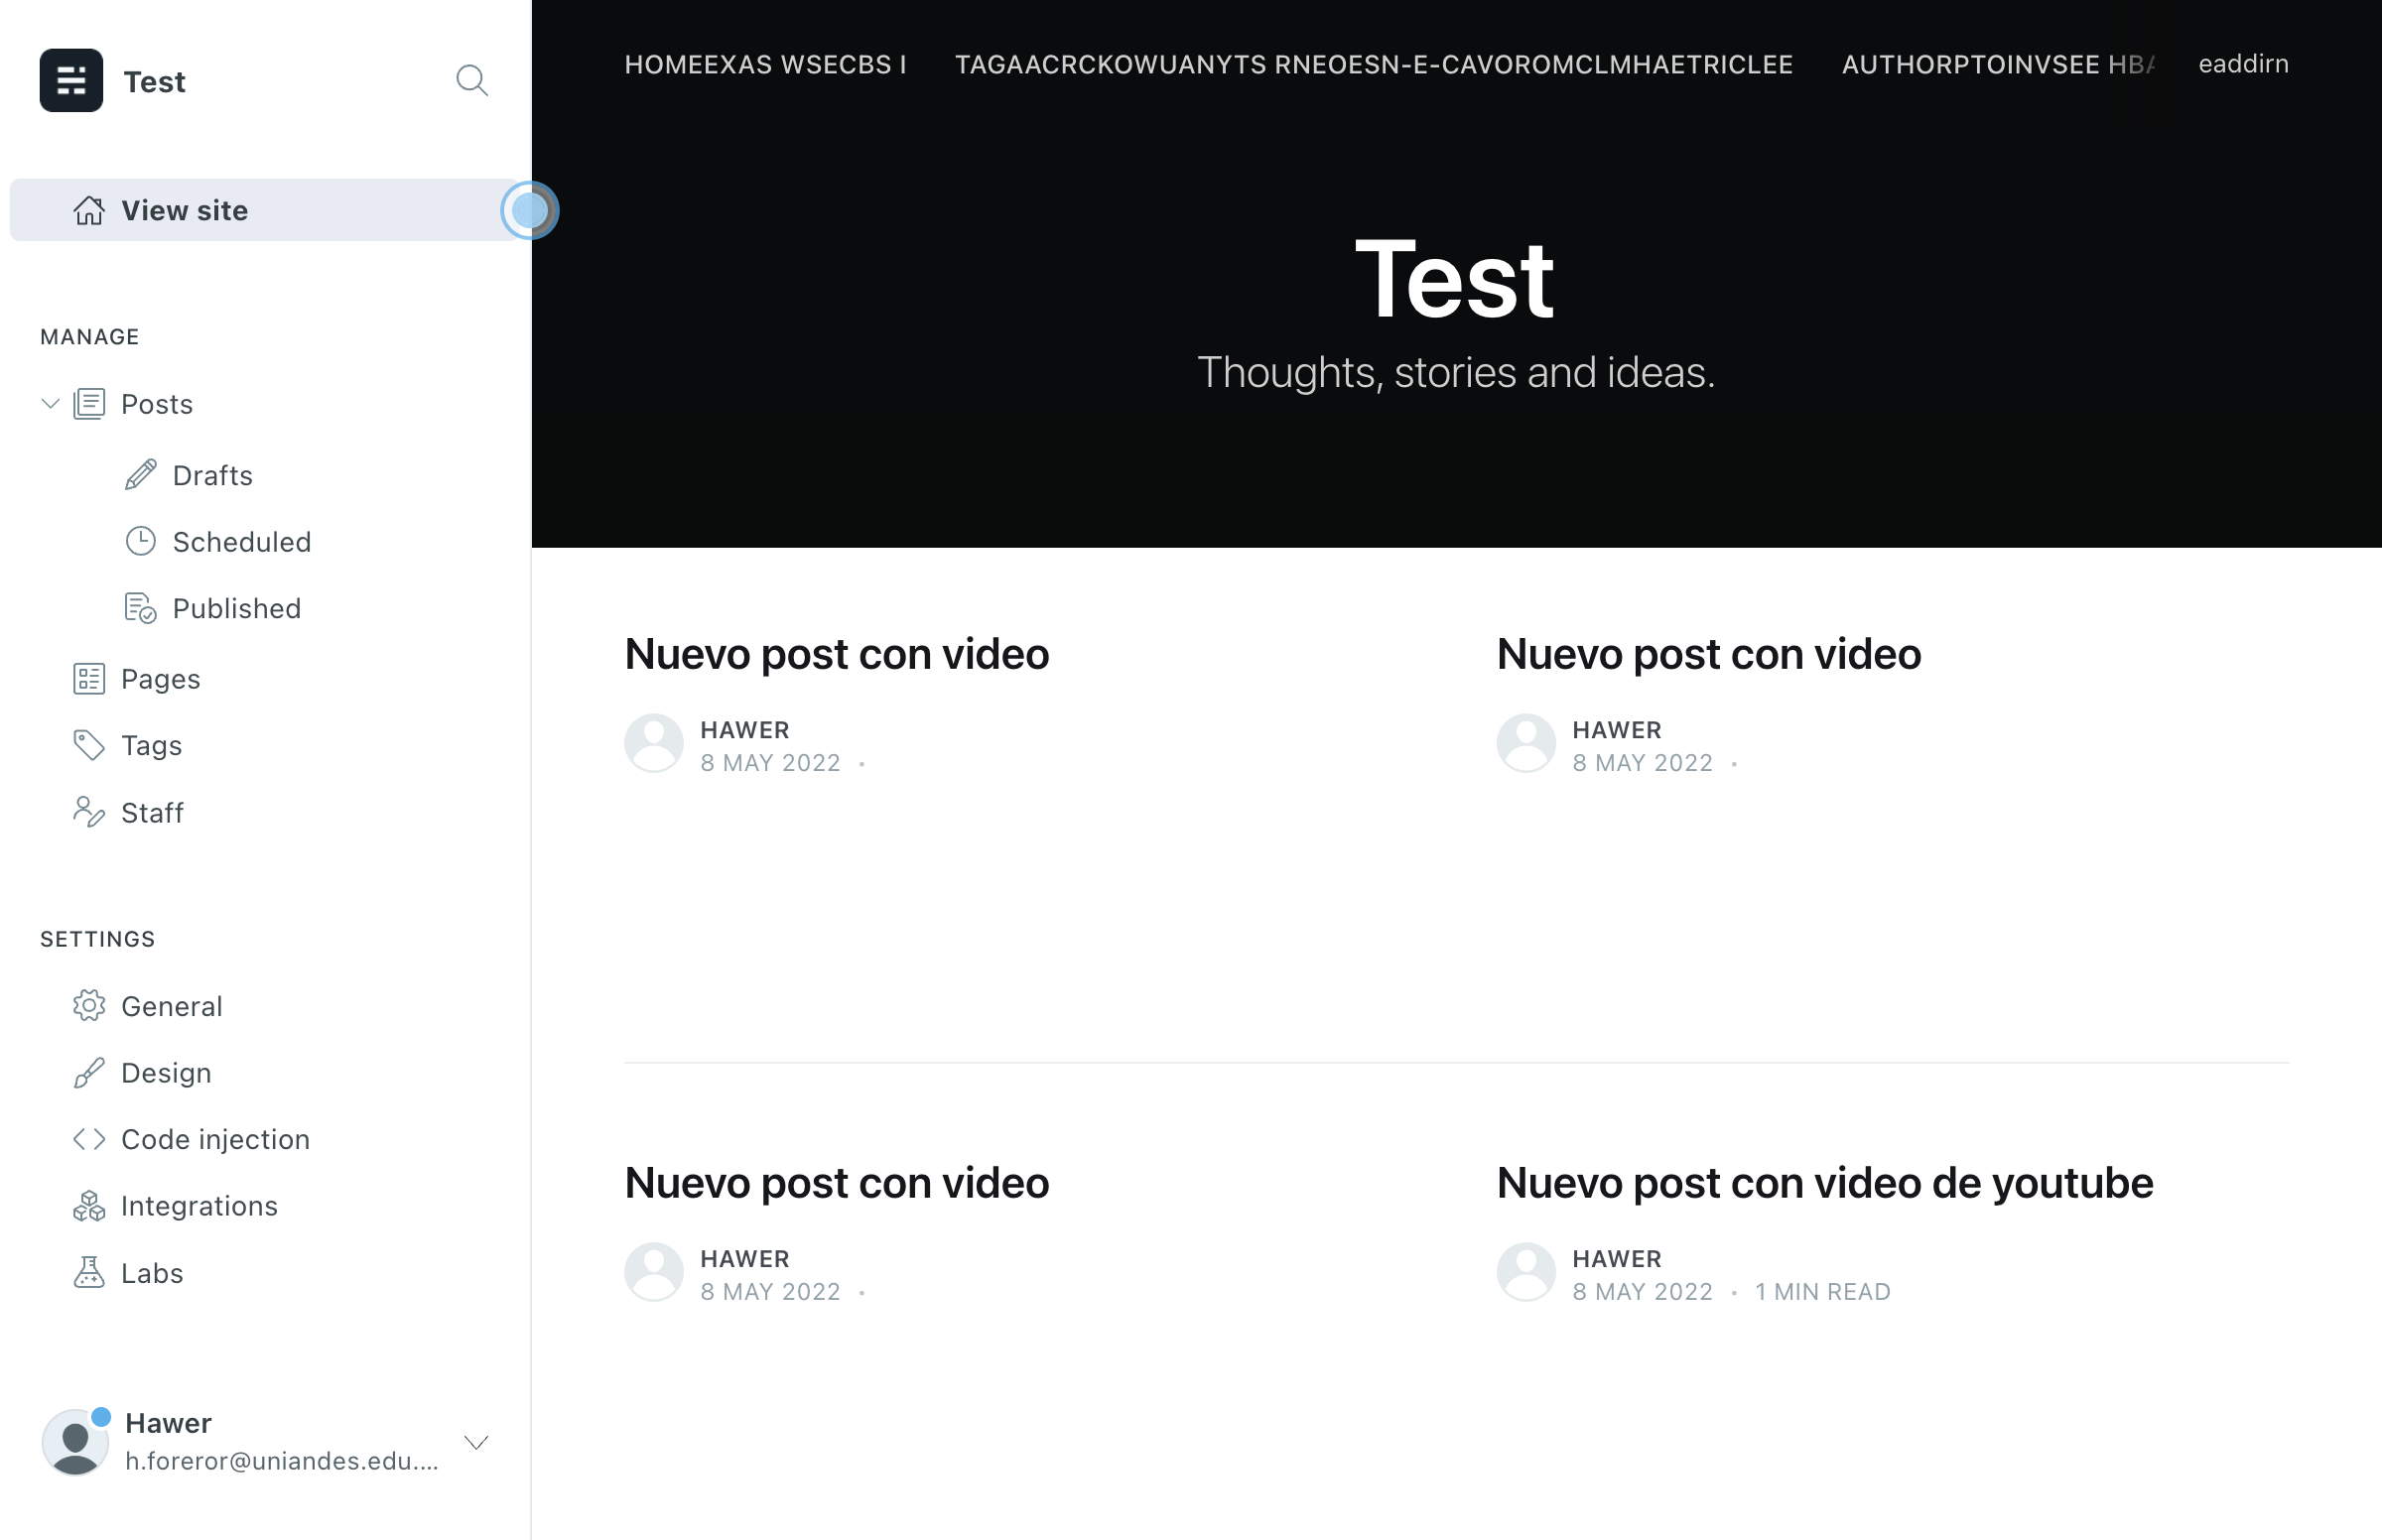 Test
View site
MANAGE
Posts
Drafts
Scheduled
Published
Pages
Tags
Staff
SETTINGS
General
Design
Code injection
Integrations
Labs
Hawer
h.foreror@uniandes.edu....
HOMEEXAS WSECBS I TAGAACRCKOWUANYTS RNEOESN-E-CAVOROMCLMHAETRICLEE AUTHORPTOINVSEE HBA eaddirn
Test
Thoughts, stories and ideas.
Nuevo post con video
HAWER
8 MAY 2022 •
Nuevo post con video
HAWER
8 MAY 2022 •
Nuevo post con video
HAWER
8 MAY 2022 •
Nuevo post con video de youtube
HAWER
8 MAY 2022 • 1 MIN READ